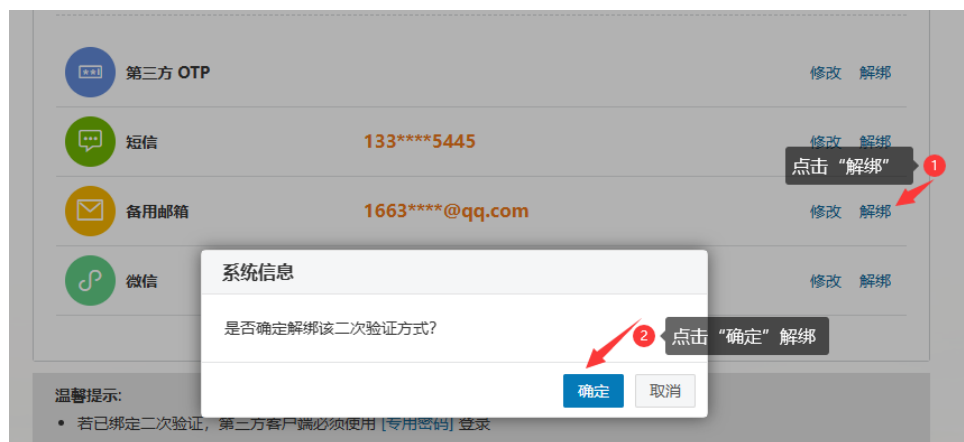 第三方 OTP
修改 解绑
短信 133****5445 修改 解绑
点击“解绑” 1
备用邮箱 1663****@qq.com 修改 解绑
微信 修改 解绑
系统信息
是否确定解绑该二次验证方式?
2 点击“确定”解绑
确定 取消
温馨提示:
• 若已绑定二次验证，第三方客户端必须使用 [专用密码] 登录